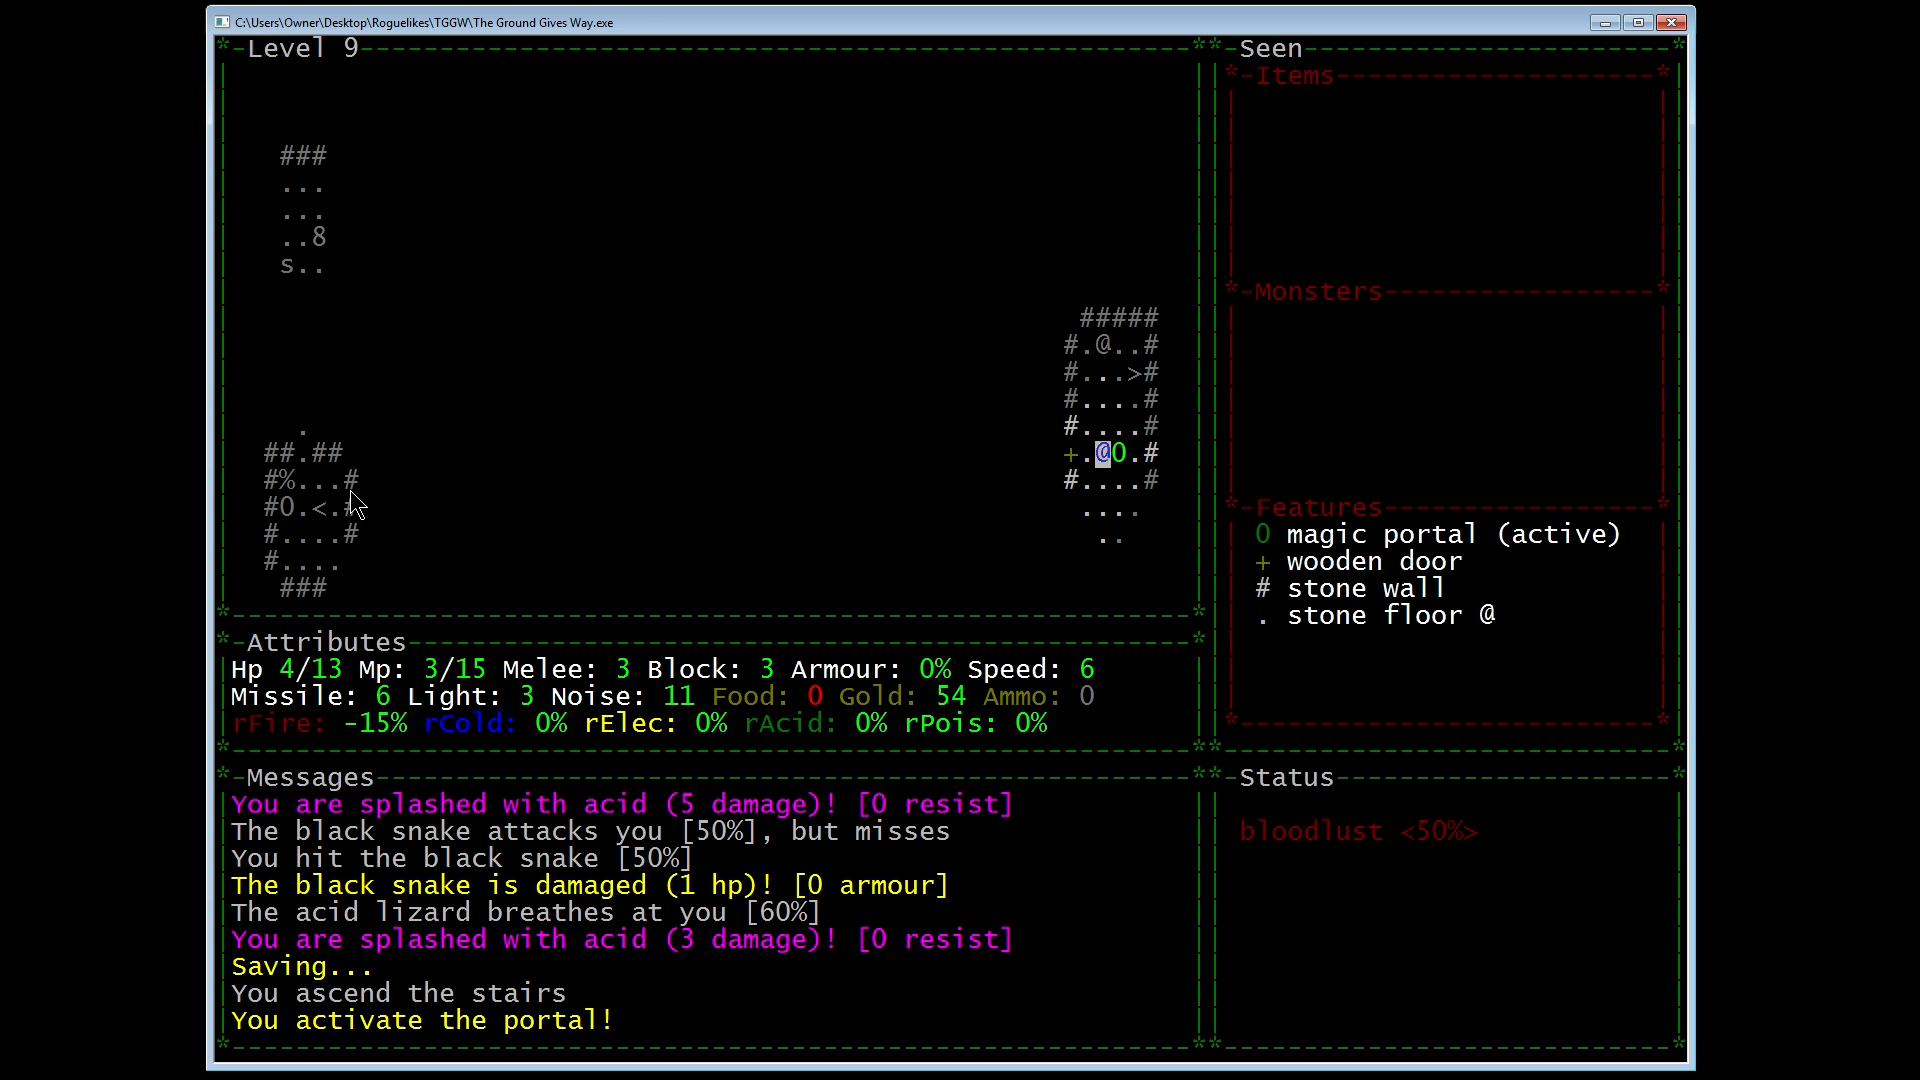 C:\Users\Owner\Desktop\Roguelikes\TGGW\The Ground Gives Way.exe
Level 9
###
...
...
..8
s..
#####
#.@..#
#...>#
#....#
#....#
+.@O.#
#....#
....
..
.
##.##
#%...#
#O.<.#
#....#
#....
###
Attributes
Hp 4/13 Mp: 3/15 Melee: 3 Block: 3 Armour: 0% Speed: 6
Missile: 6 Light: 3 Noise: 11 Food: 0 Gold: 54 Ammo: 0
rFire: -15% rCold: 0% rElec: 0% rAcid: 0% rPois: 0%
Messages
You are splashed with acid (5 damage)! [0 resist]
The black snake attacks you [50%], but misses
You hit the black snake [50%]
The black snake is damaged (1 hp)! [0 armour]
The acid lizard breathes at you [60%]
You are splashed with acid (3 damage)! [0 resist]
Saving...
You ascend the stairs
You activate the portal!
Seen
Items
Monsters
Features
O magic portal (active)
+ wooden door
# stone wall
. stone floor @
Status
bloodlust <50%>